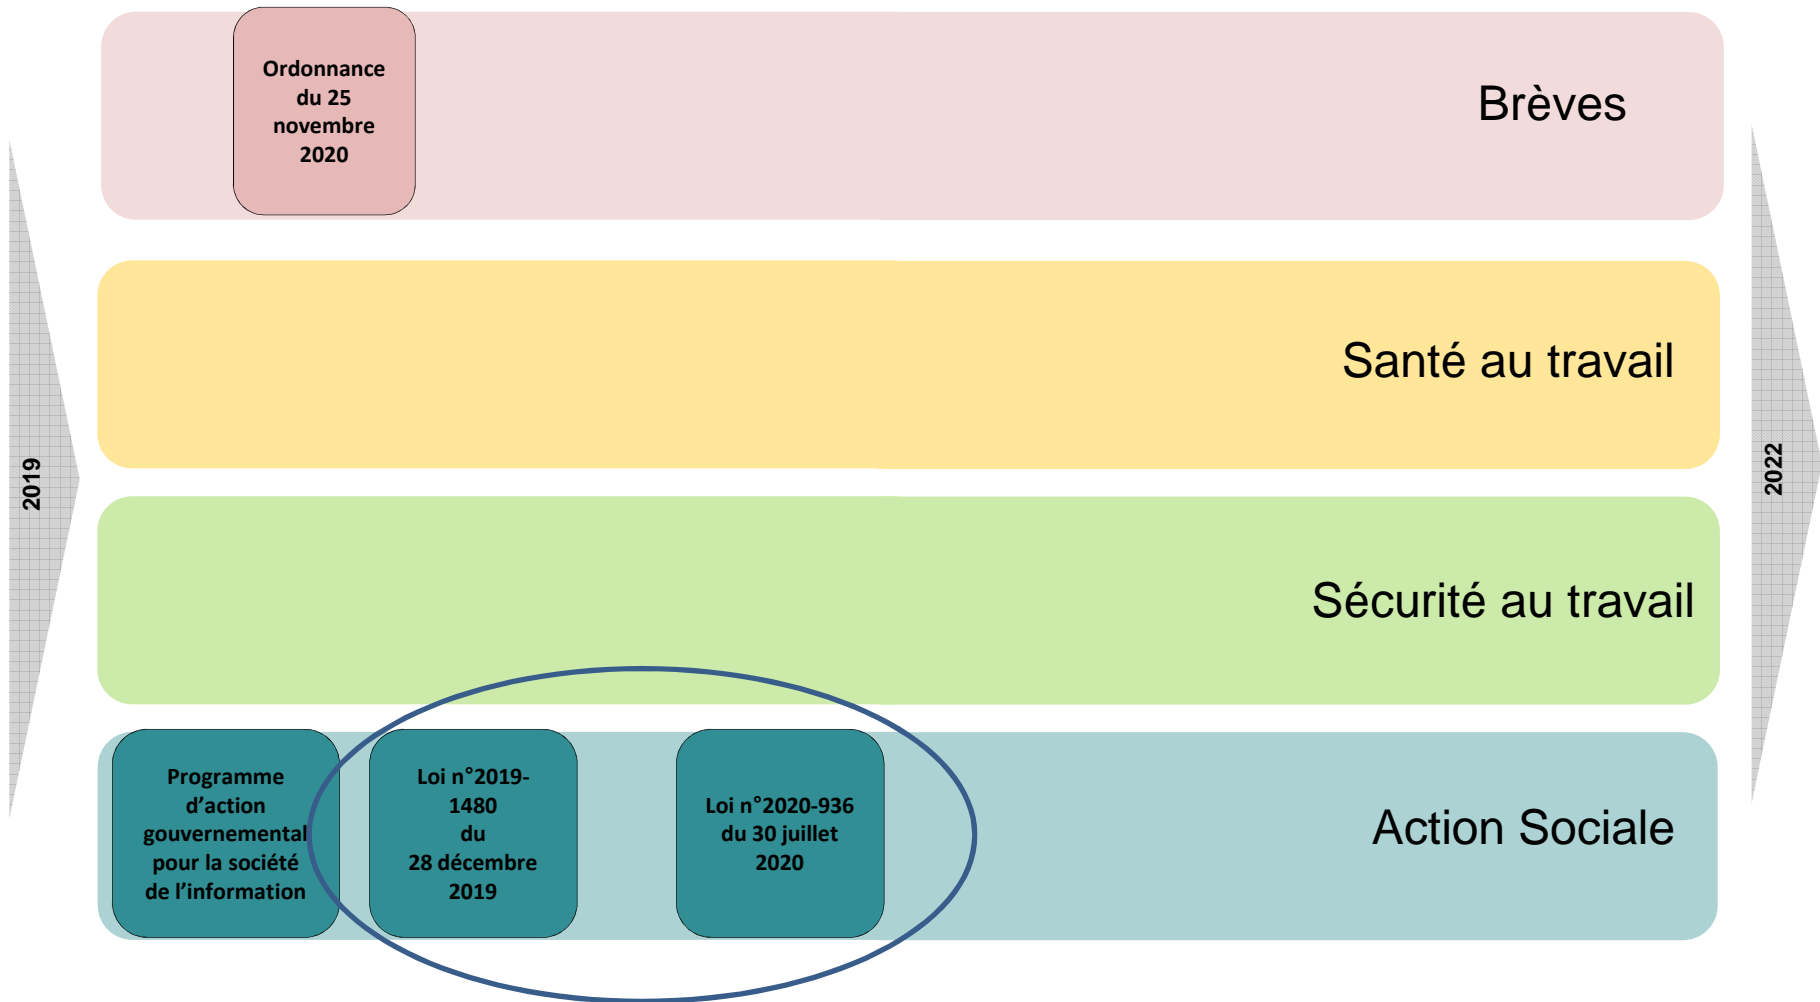 Ordonnance
du 25
novembre
2020
Brèves
2019
Santé au travail
2022
Sécurité au travail
Programme
d’action
gouvernemental
pour la société
de l’information
Loi n°2019-
1480
du
28 décembre
2019
Loi n°2020-936
du 30 juillet
2020
Action Sociale